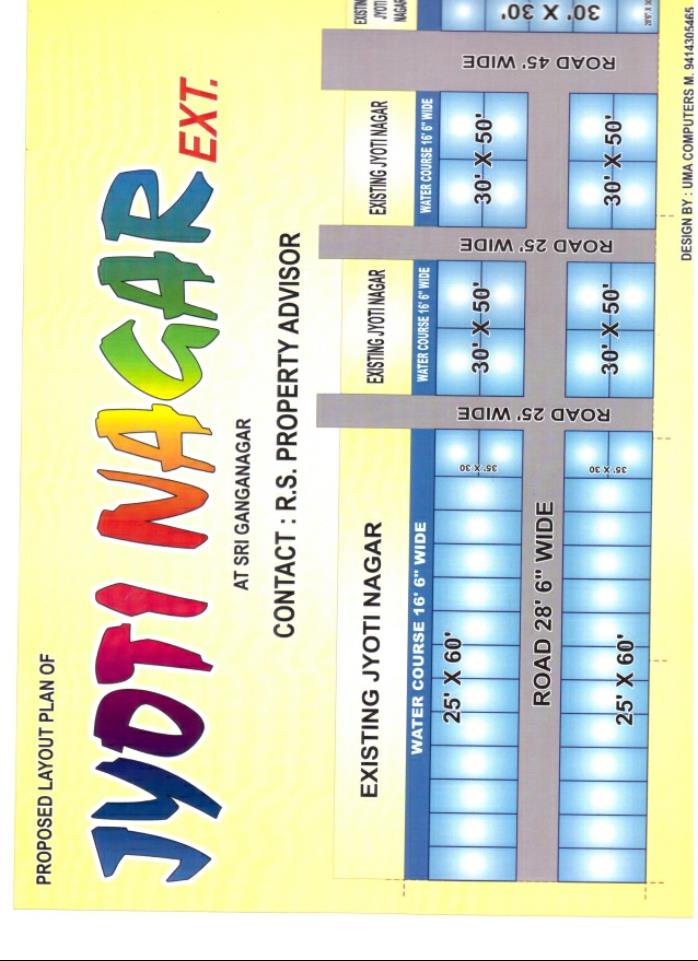 PROPOSED LAYOUT PLAN OF
JYOTI NAGAR EXT.
AT SRI GANGANAGAR
CONTACT : R.S. PROPERTY ADVISOR
EXISTING JYOTI NAGAR
EXISTING JYOTI NAGAR
EXISTING JYOTI NAGAR
EXISTIN
JYOTI
NAGAR
WATER COURSE 16' 6" WIDE
WATER COURSE 16' 6" WIDE
WATER COURSE 16' 6" WIDE
25' X 60'
35' X 30
ROAD 25' WIDE
30' X 50'
ROAD 25' WIDE
30' X 50'
ROAD 45' WIDE
30' X 30'
ROAD 28' 6" WIDE
25' X 60'
35' X 30
30' X 50'
30' X 50'
DESIGN BY : UMA COMPUTERS M. 9414305465